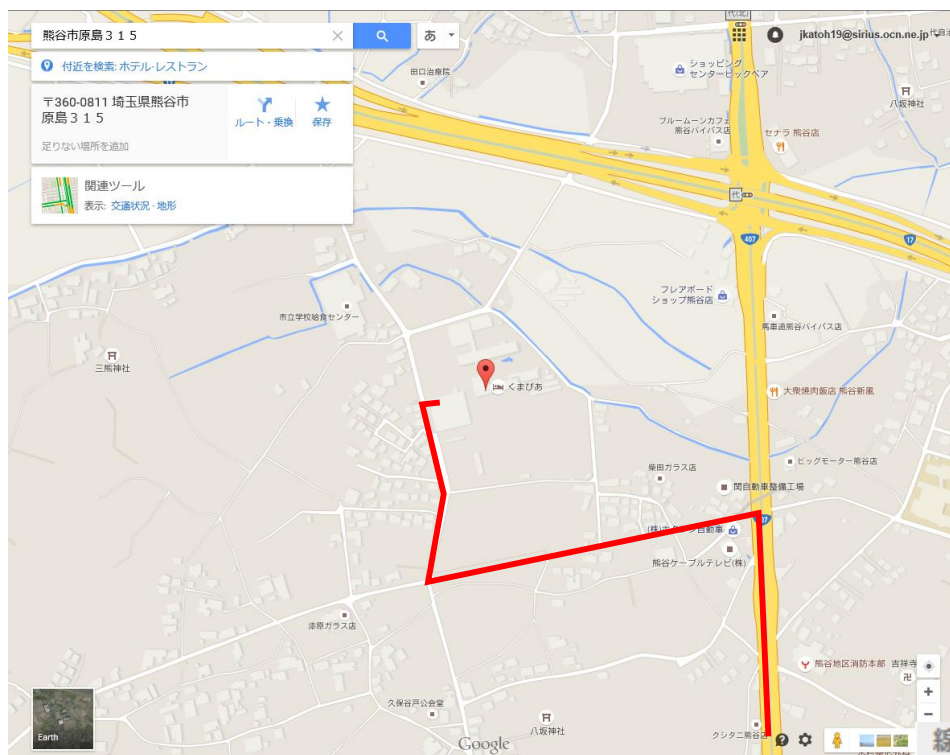 熊谷市原島３１５
あ
jkatoh19@sirius.ocn.ne.jp
付近を検索: ホテル·レストラン
〒360-0811 埼玉県熊谷市
原島３１５
ルート・乗換
保存
足りない場所を追加
関連ツール
表示: 交通状況 · 地形
田口治療院
ショッピング
センタービックベア
八坂神社
ブルームーンカフェ
熊谷バイパス店
セナラ 熊谷店
代
407
17
フレアボード
ショップ熊谷店
馬車道熊谷バイパス店
市立学校給食センター
三熊神社
くまぴあ
大衆焼肉飯店 熊谷新風
ビッグモーター熊谷店
柴田ガラス店
関自動車整備工場
自動車
熊谷ケーブルテレビ(株)
漆原ガラス店
熊谷地区消防本部
吉祥寺
久保谷戸公会堂
八坂神社
クシタニ熊谷店
Earth
Google